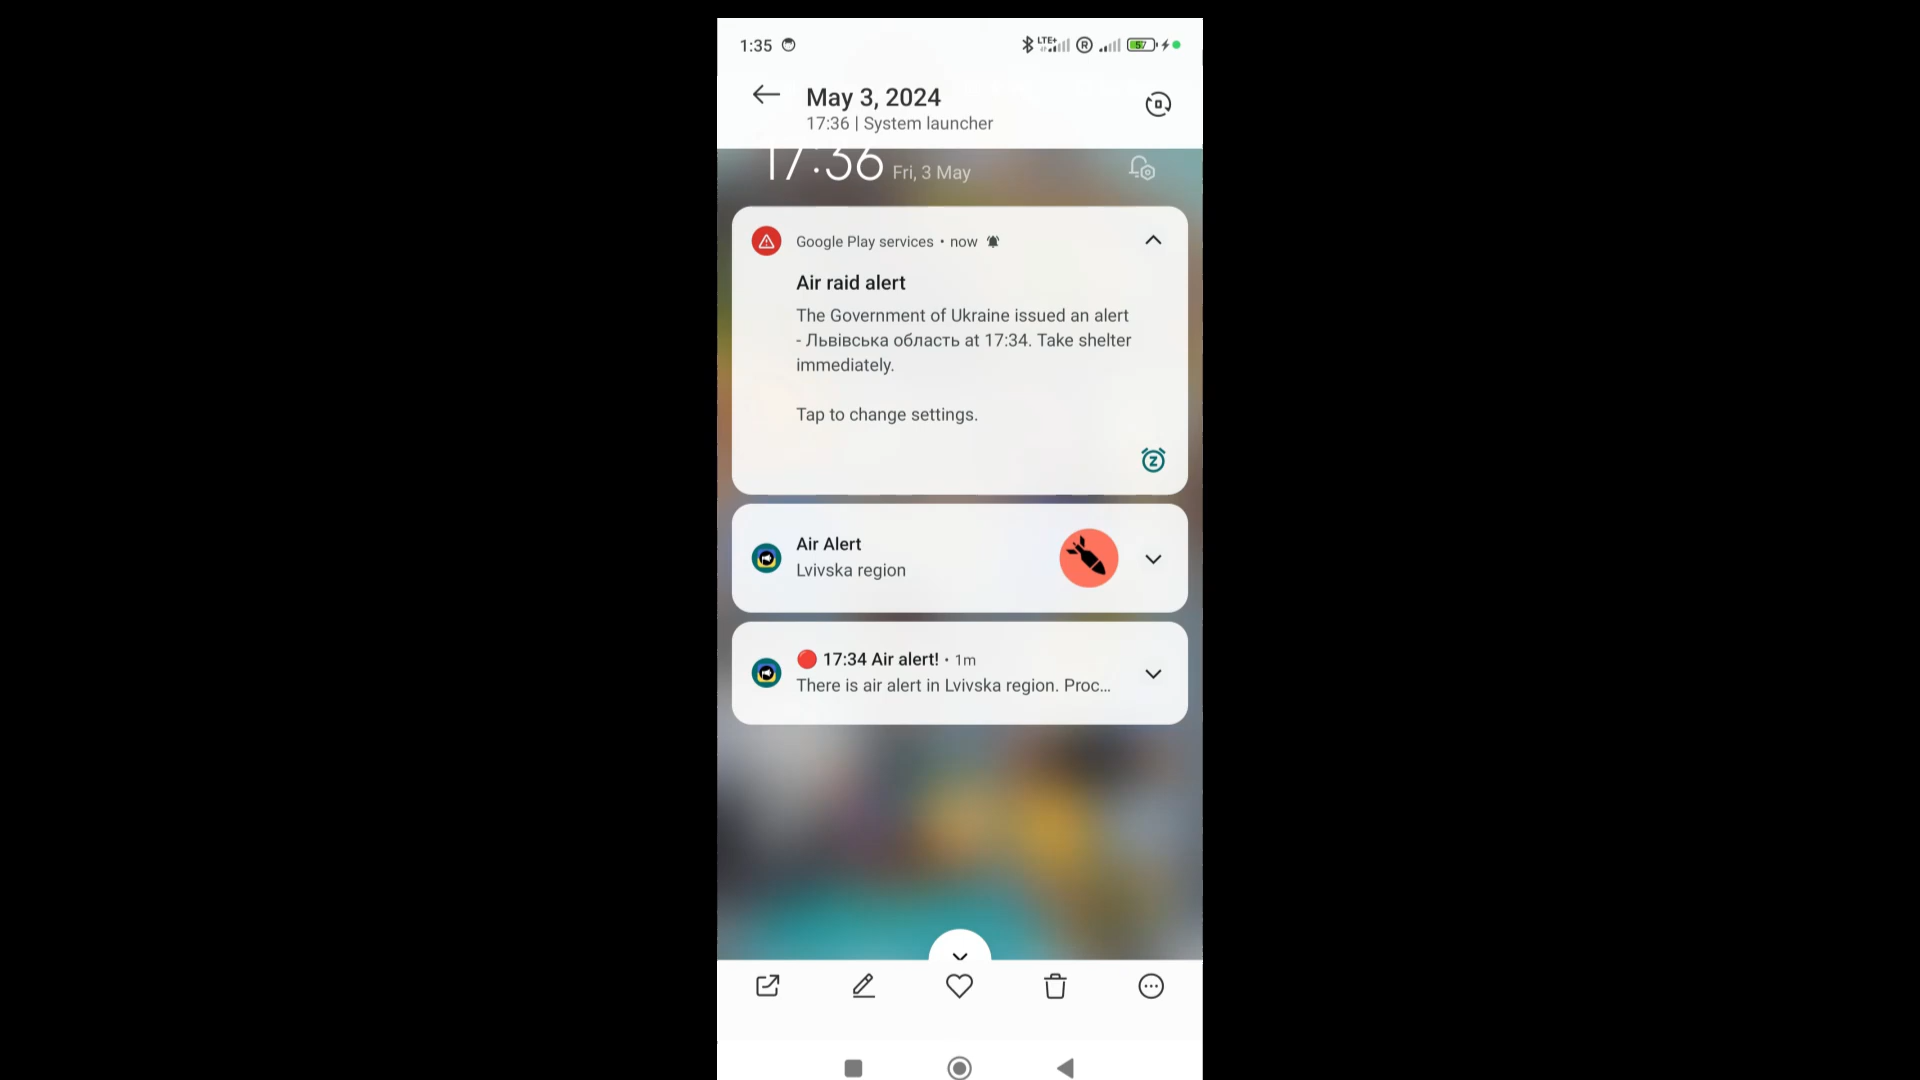 1:35 LTE+ R 57
May 3, 2024
17:36 | System launcher
17:36 Fri, 3 May
Google Play services • now
Air raid alert
The Government of Ukraine issued an alert
- Львівська область at 17:34. Take shelter
immediately.
Tap to change settings.
Z
Air Alert
Lvivska region
17:34 Air alert! • 1m
There is air alert in Lvivska region. Proc...